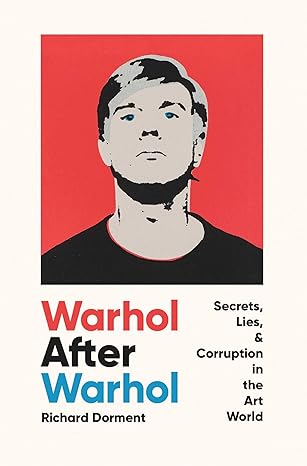 Warhol
After
Warhol
Richard Dorment
Secrets,
Lies,
&
Corruption
in
the
Art
World